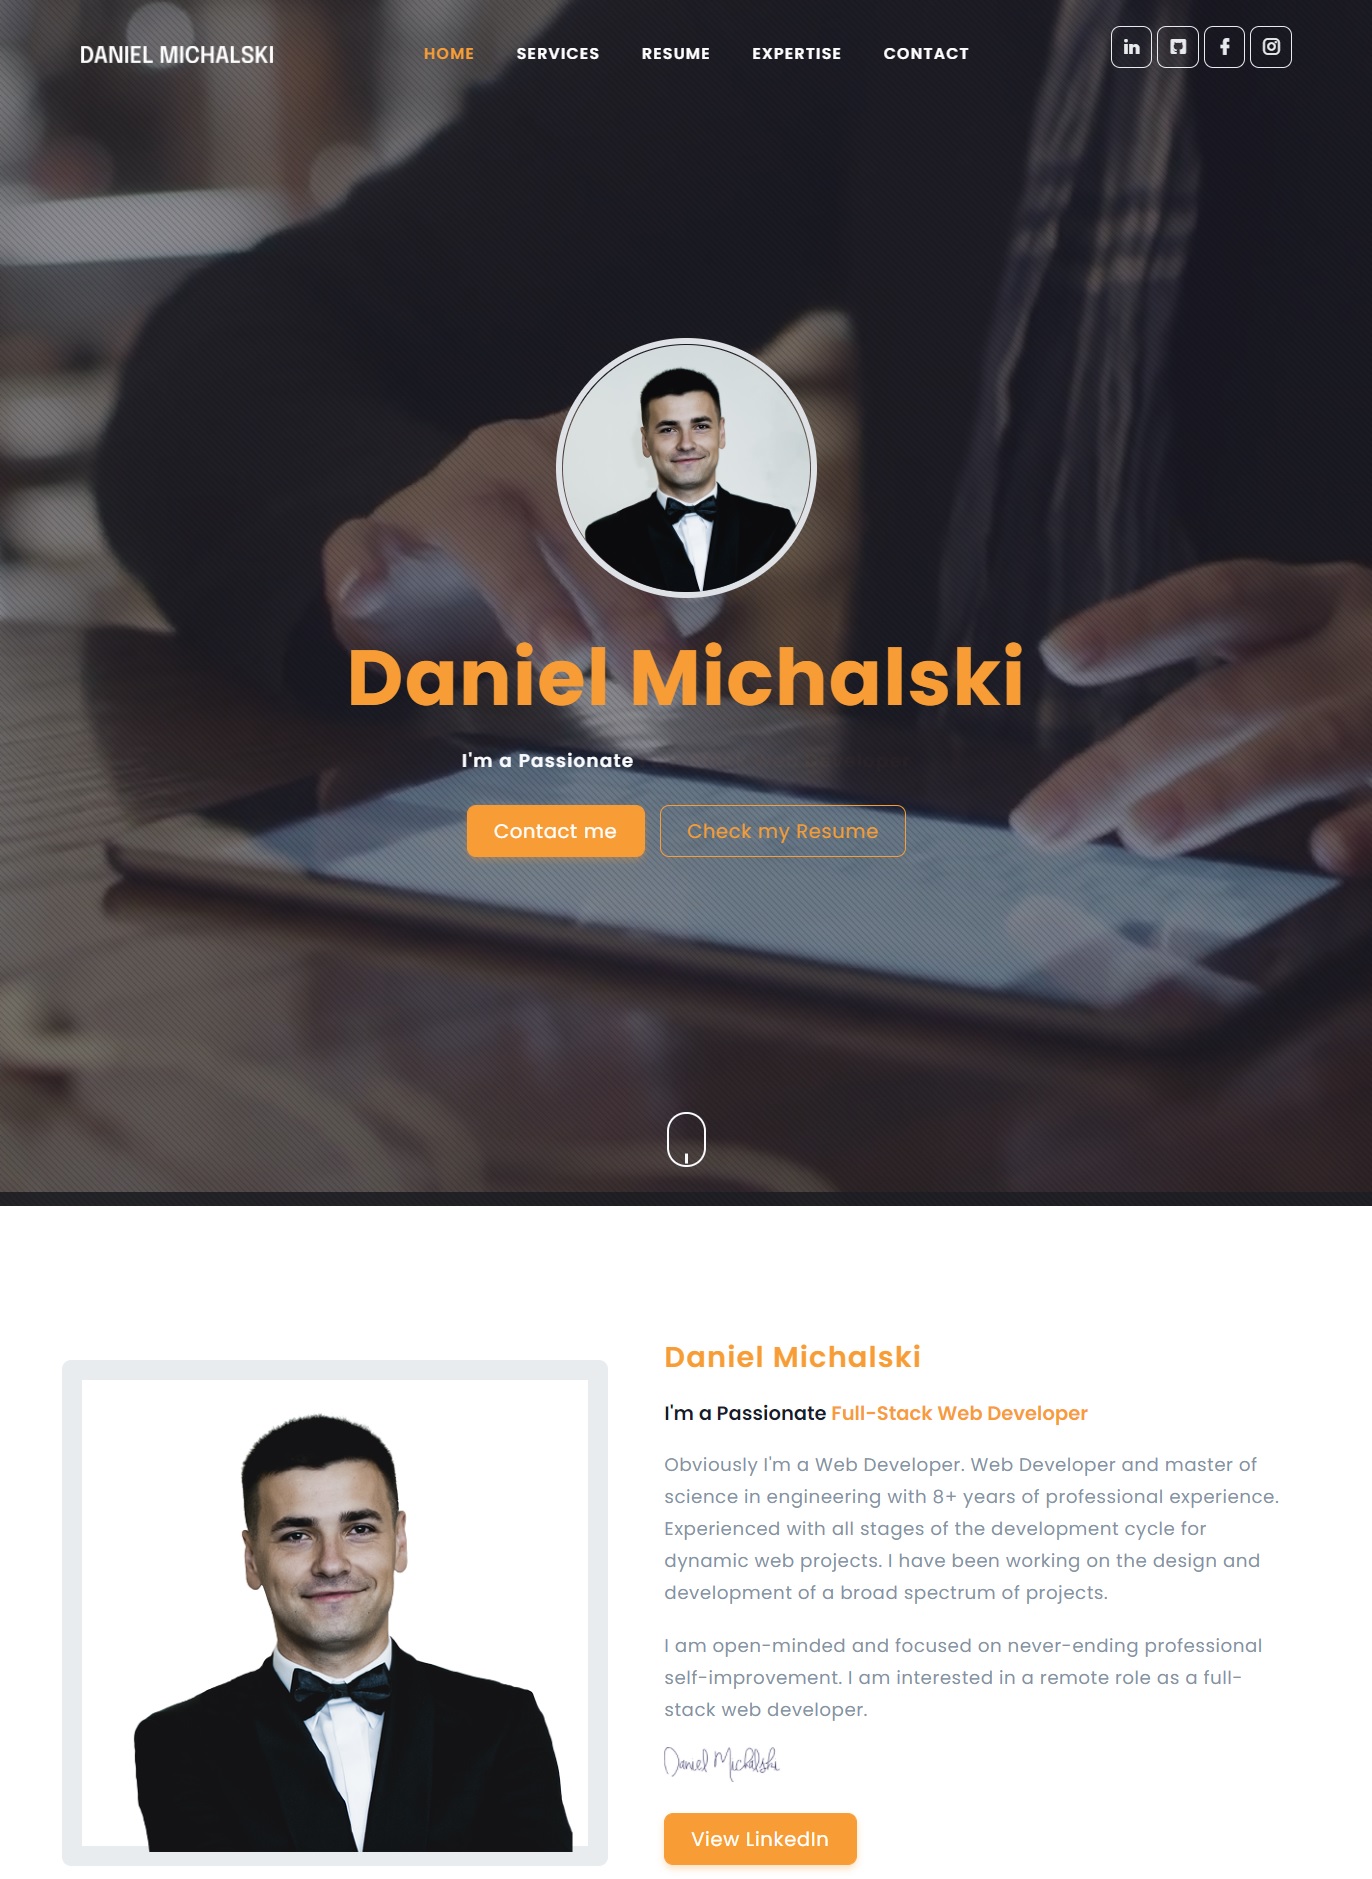 DANIEL MICHALSKI
HOME SERVICES RESUME EXPERTISE CONTACT
in
Daniel Michalski
I'm a Passionate
Contact me
Check my Resume
Daniel Michalski
I'm a Passionate Full-Stack Web Developer
Obviously I'm a Web Developer. Web Developer and master of
science in engineering with 8+ years of professional experience.
Experienced with all stages of the development cycle for
dynamic web projects. I have been working on the design and
development of a broad spectrum of projects.
I am open-minded and focused on never-ending professional
self-improvement. I am interested in a remote role as a full-
stack web developer.
Daniel Michalski
View LinkedIn